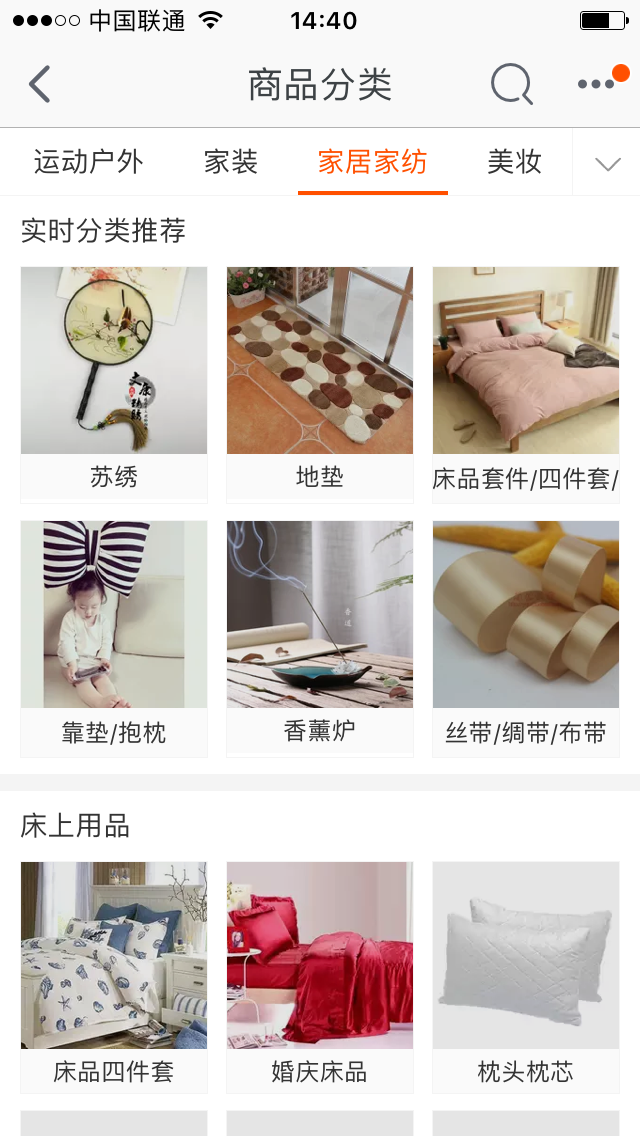 中国联通
14:40
商品分类
运动户外
家装
家居家纺
美妆
实时分类推荐
苏绣
地垫
床品套件/四件套/
香道
靠垫/抱枕
香薰炉
丝带/绸带/布带
床上用品
床品四件套
婚庆床品
枕头枕芯